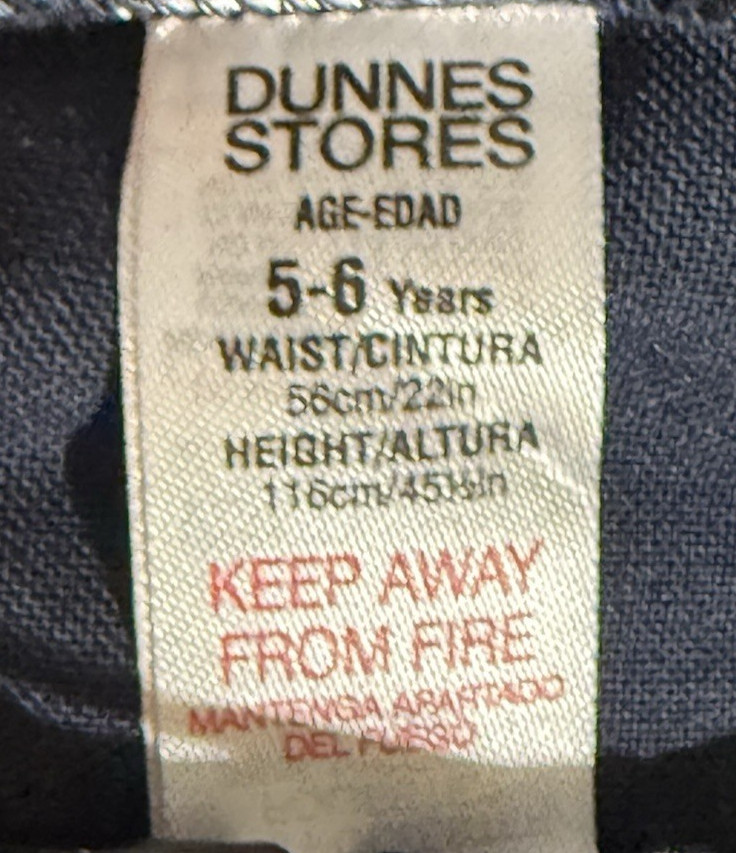 DUNNES
STORES
AGE-EDAD
5-6 Years
WAIST/CINTURA
56cm/22in
HEIGHT/ALTURA
116cm/45½in
KEEP AWAY
FROM FIRE
MANTENGA APARTADO
DEL FUEGO